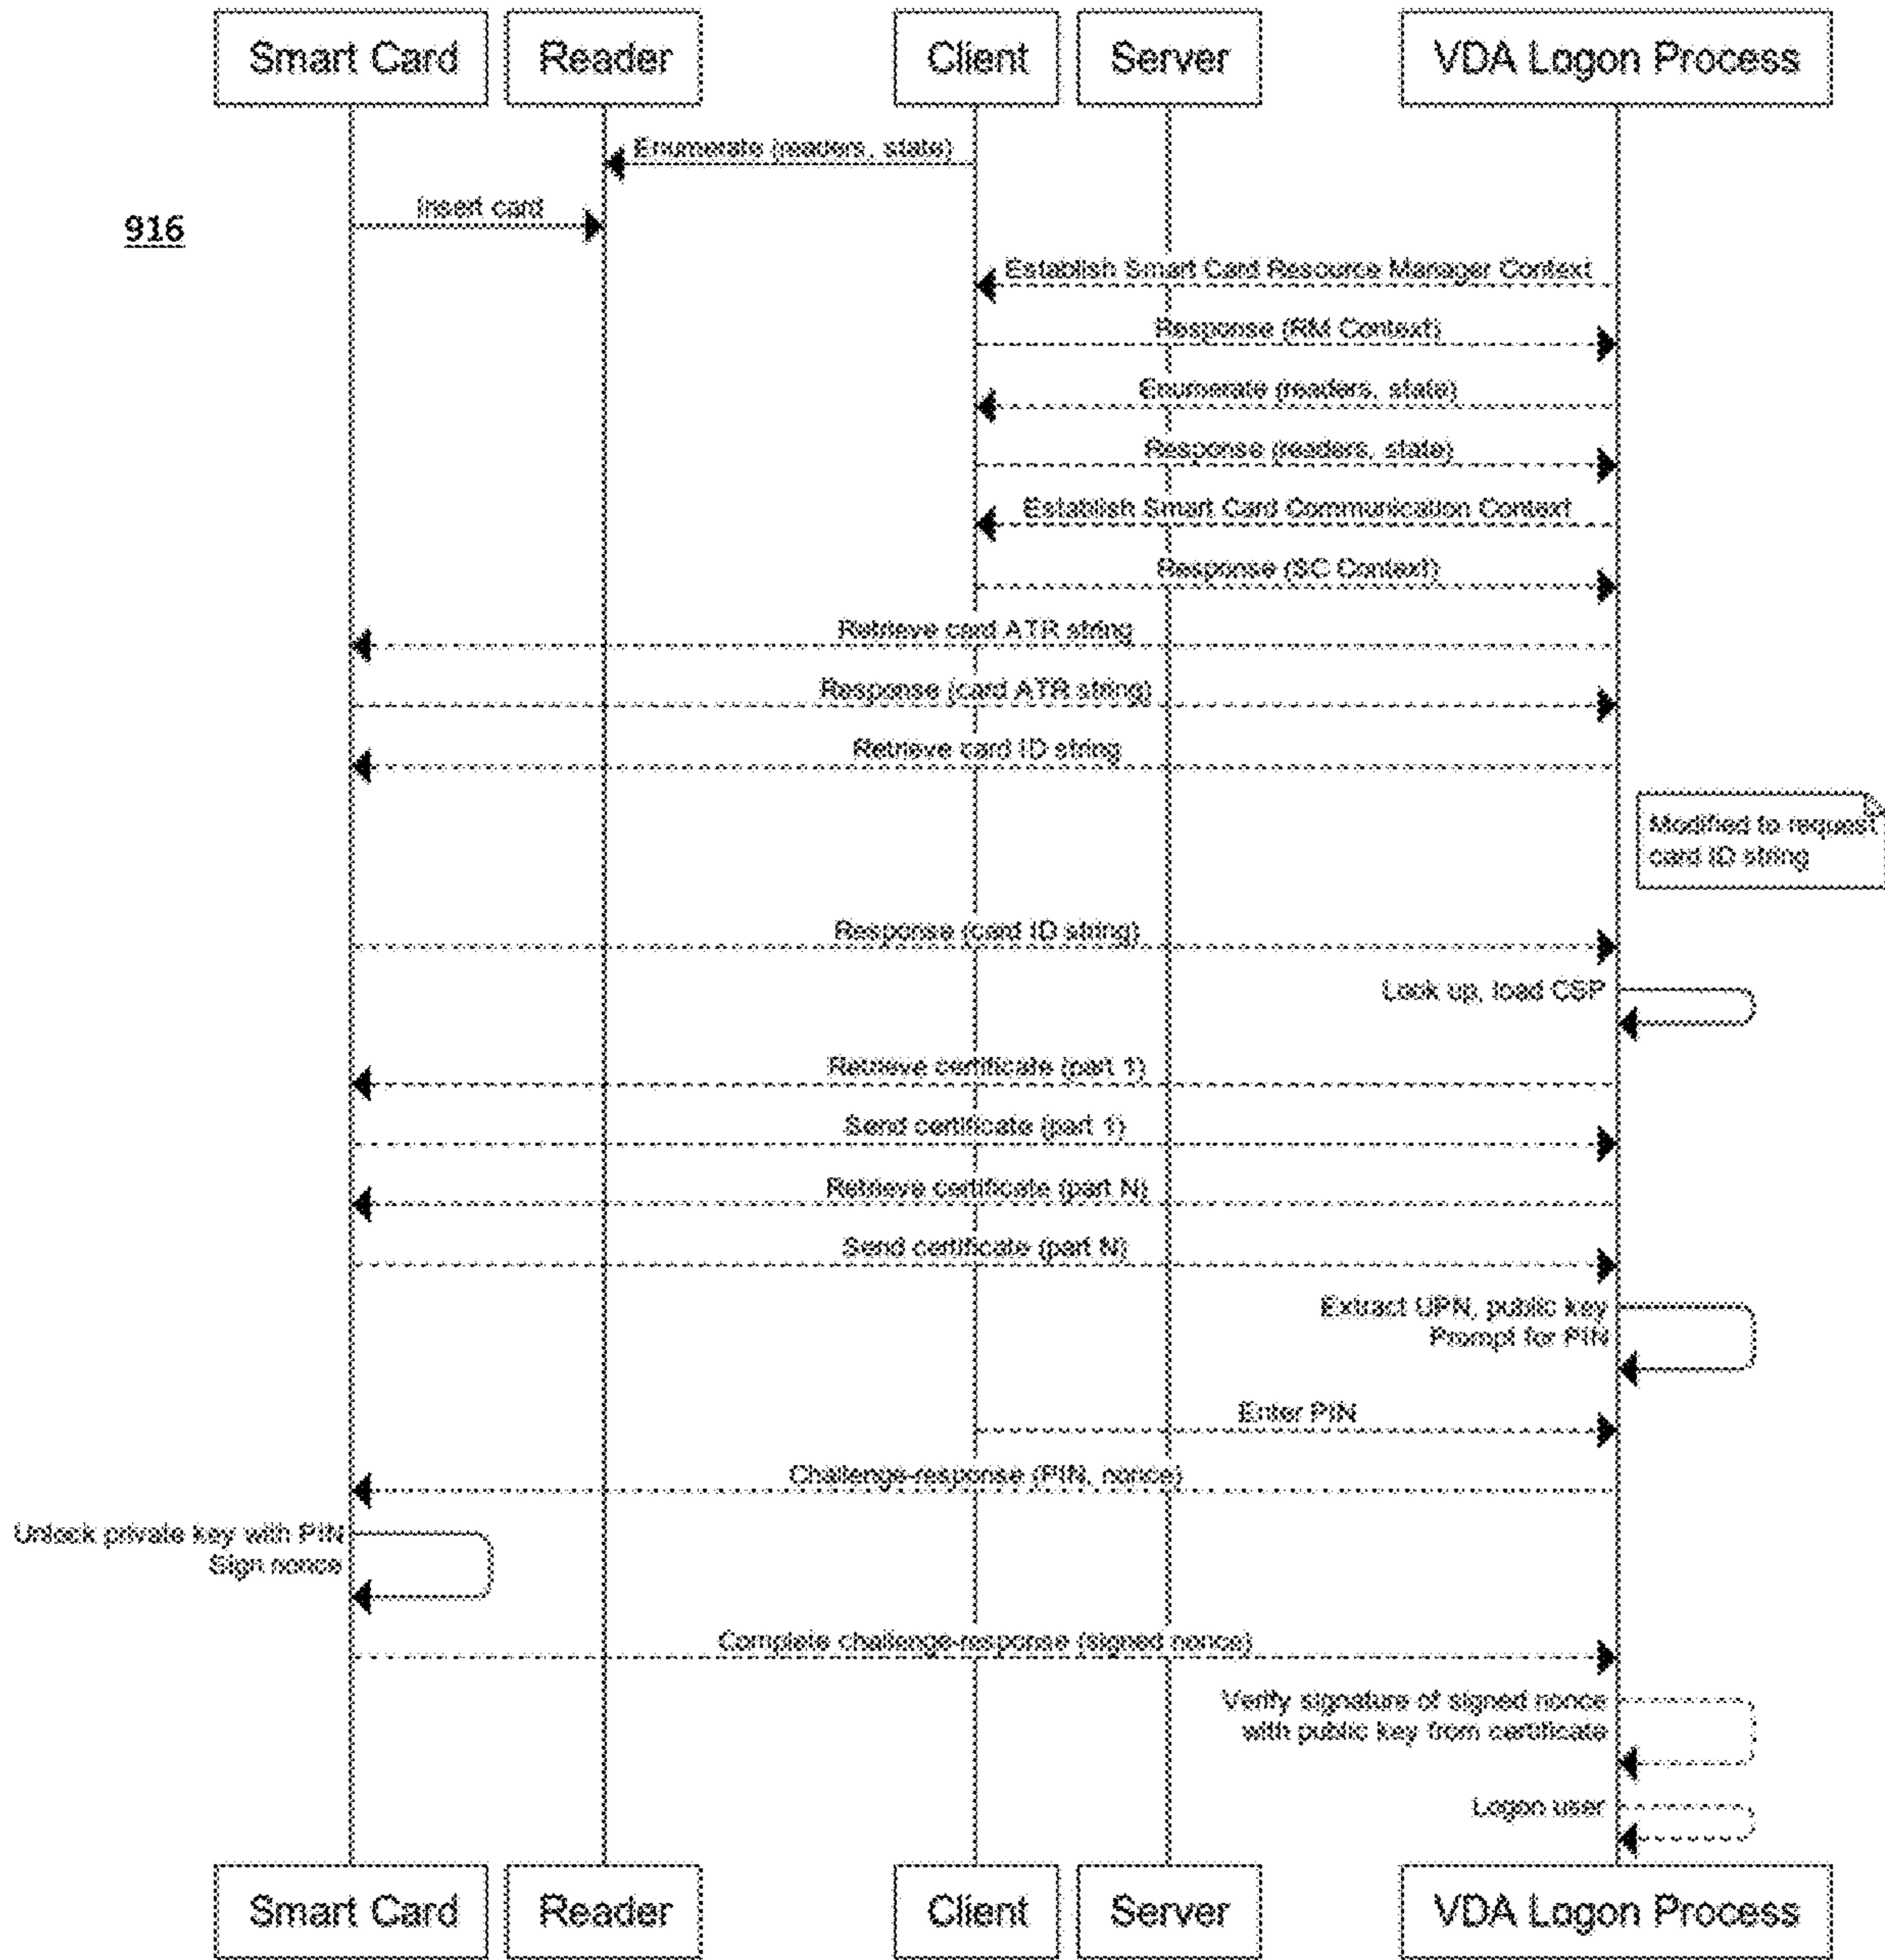 Smart Card
Reader
Client
Server
VDA Logon Process
Enumerate (readers, state)
Insert card
916
Establish Smart Card Resource Manager Context
Response (RM Context)
Enumerate (readers, state)
Response (readers, state)
Establish Smart Card Communication Context
Response (SC Context)
Retrieve card ATR string
Response (card ATR string)
Retrieve card ID string
Modified to request
card ID string
Response (card ID string)
Look up, load CSP
Retrieve certificate (part 1)
Send certificate (part 1)
Retrieve certificate (part N)
Send certificate (part N)
Extract UPN, public key
Prompt for PIN
Enter PIN
Challenge-response (PIN, nonce)
Unlock private key with PIN
Sign nonce
Complete challenge-response (signed nonce)
Verify signature of signed nonce
with public key from certificate
Logon user
Smart Card
Reader
Client
Server
VDA Logon Process